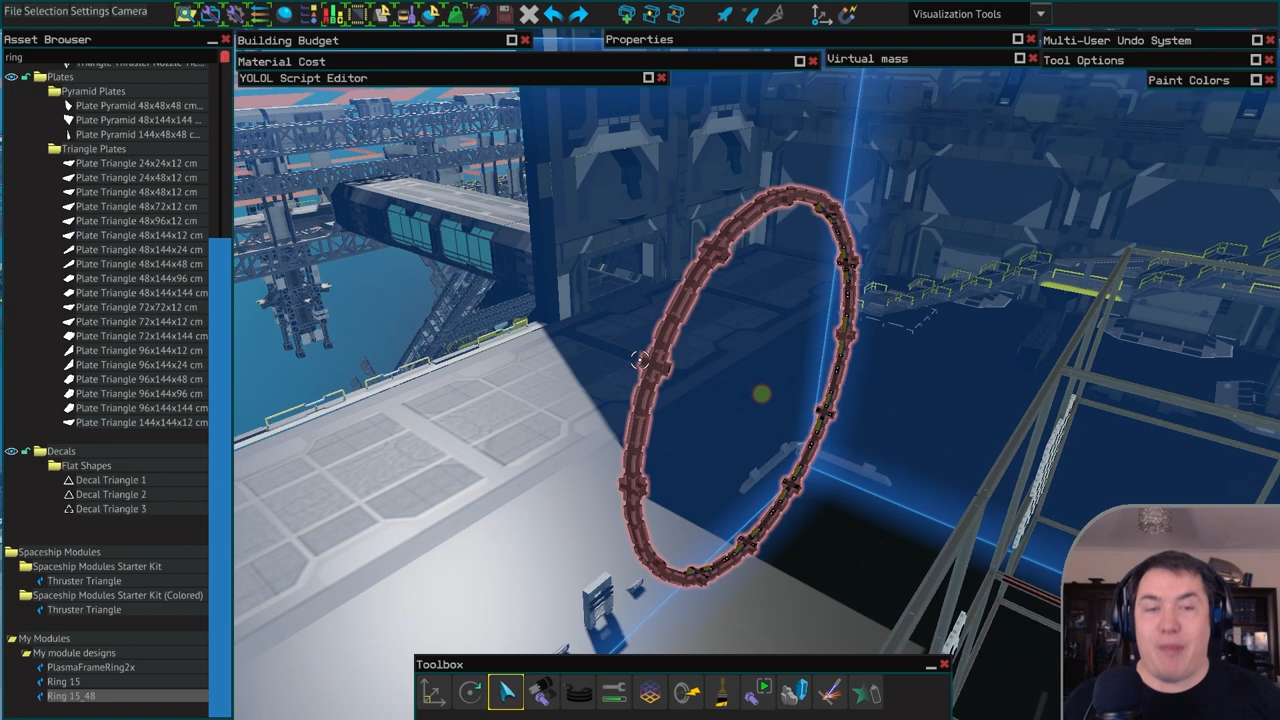 File Selection Settings Camera
Visualization Tools
Asset Browser
ring
Building Budget
Properties
Multi-User Undo System
Material Cost
Virtual mass
Tool Options
YOLOL Script Editor
Paint Colors
Plates
Pyramid Plates
Plate Pyramid 48x48x48 cm...
Plate Pyramid 48x144x144 ...
Plate Pyramid 144x48x48 c...
Triangle Plates
Plate Triangle 24x24x12 cm
Plate Triangle 24x48x12 cm
Plate Triangle 48x48x12 cm
Plate Triangle 48x72x12 cm
Plate Triangle 48x96x12 cm
Plate Triangle 48x144x12 cm
Plate Triangle 48x144x24 cm
Plate Triangle 48x144x48 cm
Plate Triangle 48x144x96 cm
Plate Triangle 48x144x144 cm
Plate Triangle 72x72x12 cm
Plate Triangle 72x144x12 cm
Plate Triangle 72x144x144 cm
Plate Triangle 96x144x12 cm
Plate Triangle 96x144x24 cm
Plate Triangle 96x144x48 cm
Plate Triangle 96x144x96 cm
Plate Triangle 96x144x144 cm
Plate Triangle 144x144x12 cm
Decals
Flat Shapes
Decal Triangle 1
Decal Triangle 2
Decal Triangle 3
Spaceship Modules
Spaceship Modules Starter Kit
Thruster Triangle
Spaceship Modules Starter Kit (Colored)
Thruster Triangle
My Modules
My module designs
PlasmaFrameRing2x
Ring 15
Ring 15_48
Toolbox